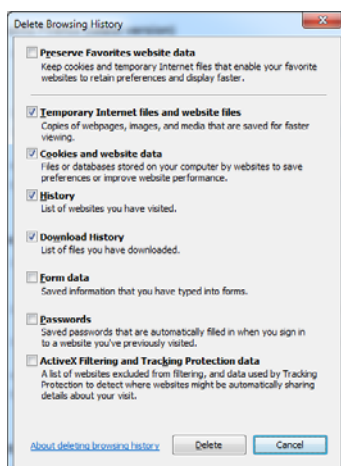 Delete Browsing History
Preserve Favorites website data
Keep cookies and temporary Internet files that enable your favorite
websites to retain preferences and display faster.
Temporary Internet files and website files
Copies of webpages, images, and media that are saved for faster
viewing.
Cookies and website data
Files or databases stored on your computer by websites to save
preferences or improve website performance.
History
List of websites you have visited.
Download History
List of files you have downloaded.
Form data
Saved information that you have typed into forms.
Passwords
Saved passwords that are automatically filled in when you sign in
to a website you've previously visited.
ActiveX Filtering and Tracking Protection data
A list of websites excluded from filtering, and data used by Tracking
Protection to detect where websites might be automatically sharing
details about your visit.
About deleting browsing history Delete Cancel